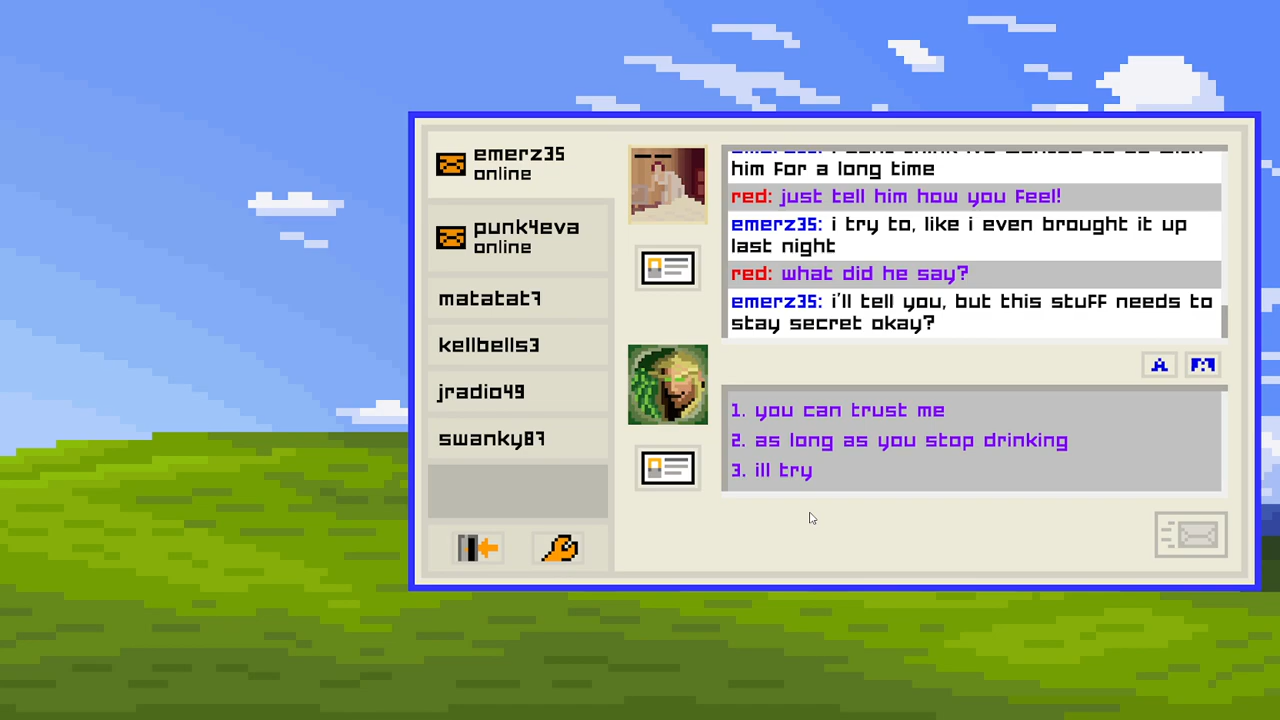 emerz35
online
punk4eva
online
matatat7
kellbells3
jradio49
swanky87
him for a long time
red: just tell him how you feel!
emerz35: i try to, like i even brought it up
last night
red: what did he say?
emerz35: i'll tell you, but this stuff needs to
stay secret okay?
A
1. you can trust me
2. as long as you stop drinking
3. ill try